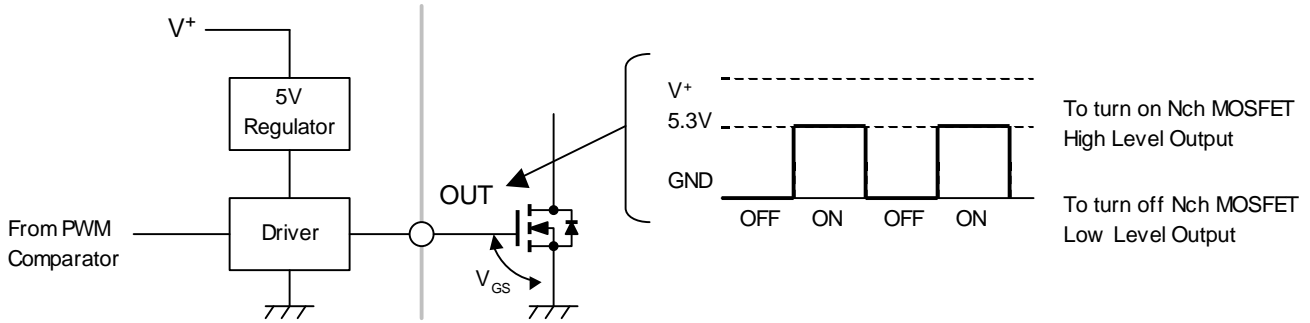 V+
5V
Regulator
Driver
From PWM
Comparator
OUT
VGS
V+
5.3V
GND
OFF ON OFF ON
To turn on Nch MOSFET
High Level Output
To turn off Nch MOSFET
Low Level Output